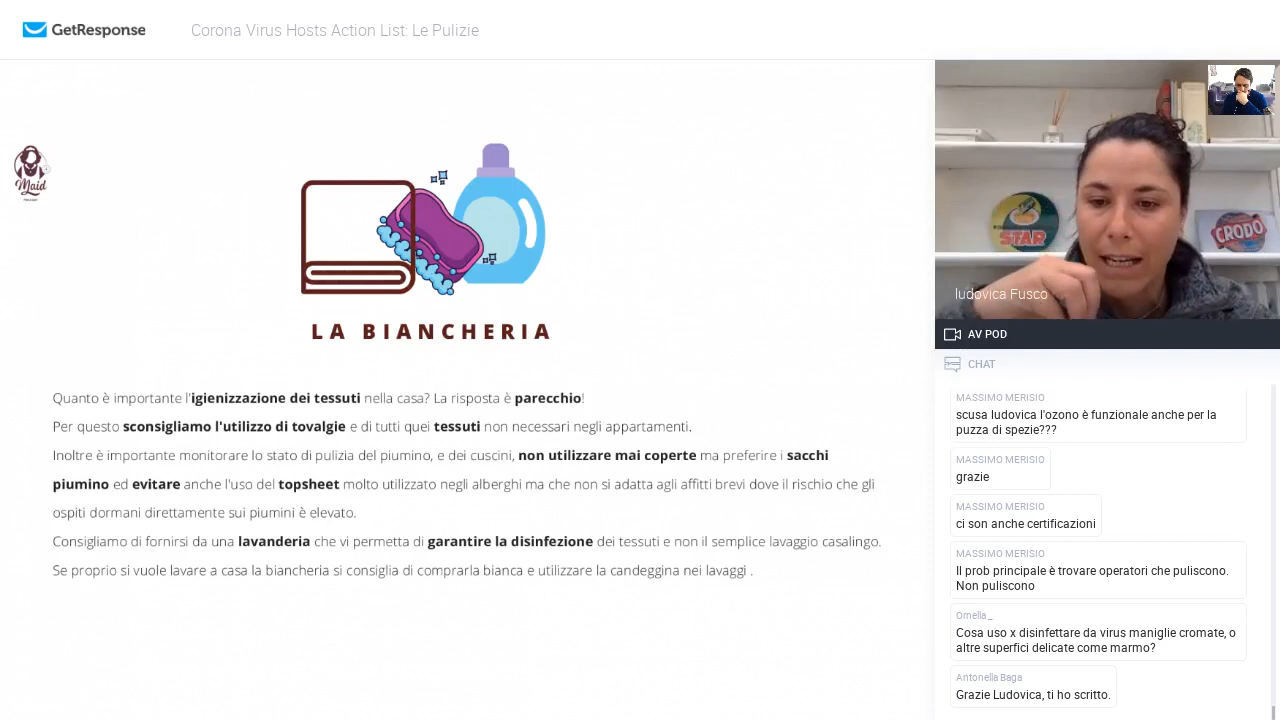 GetResponse
Corona Virus Hosts Action List: Le Pulizie
Maid
LA BIANCHERIA
Quanto è importante l'igienizzazione dei tessuti nella casa? La risposta è parecchio!
Per questo sconsigliamo l'utilizzo di tovalgie e di tutti quei tessuti non necessari negli appartamenti.
Inoltre è importante monitorare lo stato di pulizia del piumino, e dei cuscini, non utilizzare mai coperte ma preferire i sacchi
piumino ed evitare anche l'uso del topsheet molto utilizzato negli alberghi ma che non si adatta agli affitti brevi dove il rischio che gli
ospiti dormani direttamente sui piumini è elevato.
Consigliamo di fornirsi da una lavanderia che vi permetta di garantire la disinfezione dei tessuti e non il semplice lavaggio casalingo.
Se proprio si vuole lavare a casa la biancheria si consiglia di comprarla bianca e utilizzare la candeggina nei lavaggi .
STAR
CRODO
ludovica Fusco
AV POD
CHAT
MASSIMO MERISIO
scusa ludovica l'ozono è funzionale anche per la
puzza di spezie???
MASSIMO MERISIO
grazie
MASSIMO MERISIO
ci son anche certificazioni
MASSIMO MERISIO
Il prob principale è trovare operatori che puliscono.
Non puliscono
Ornella _
Cosa uso x disinfettare da virus maniglie cromate, o
altre superfici delicate come marmo?
Antonella Baga
Grazie Ludovica, ti ho scritto.